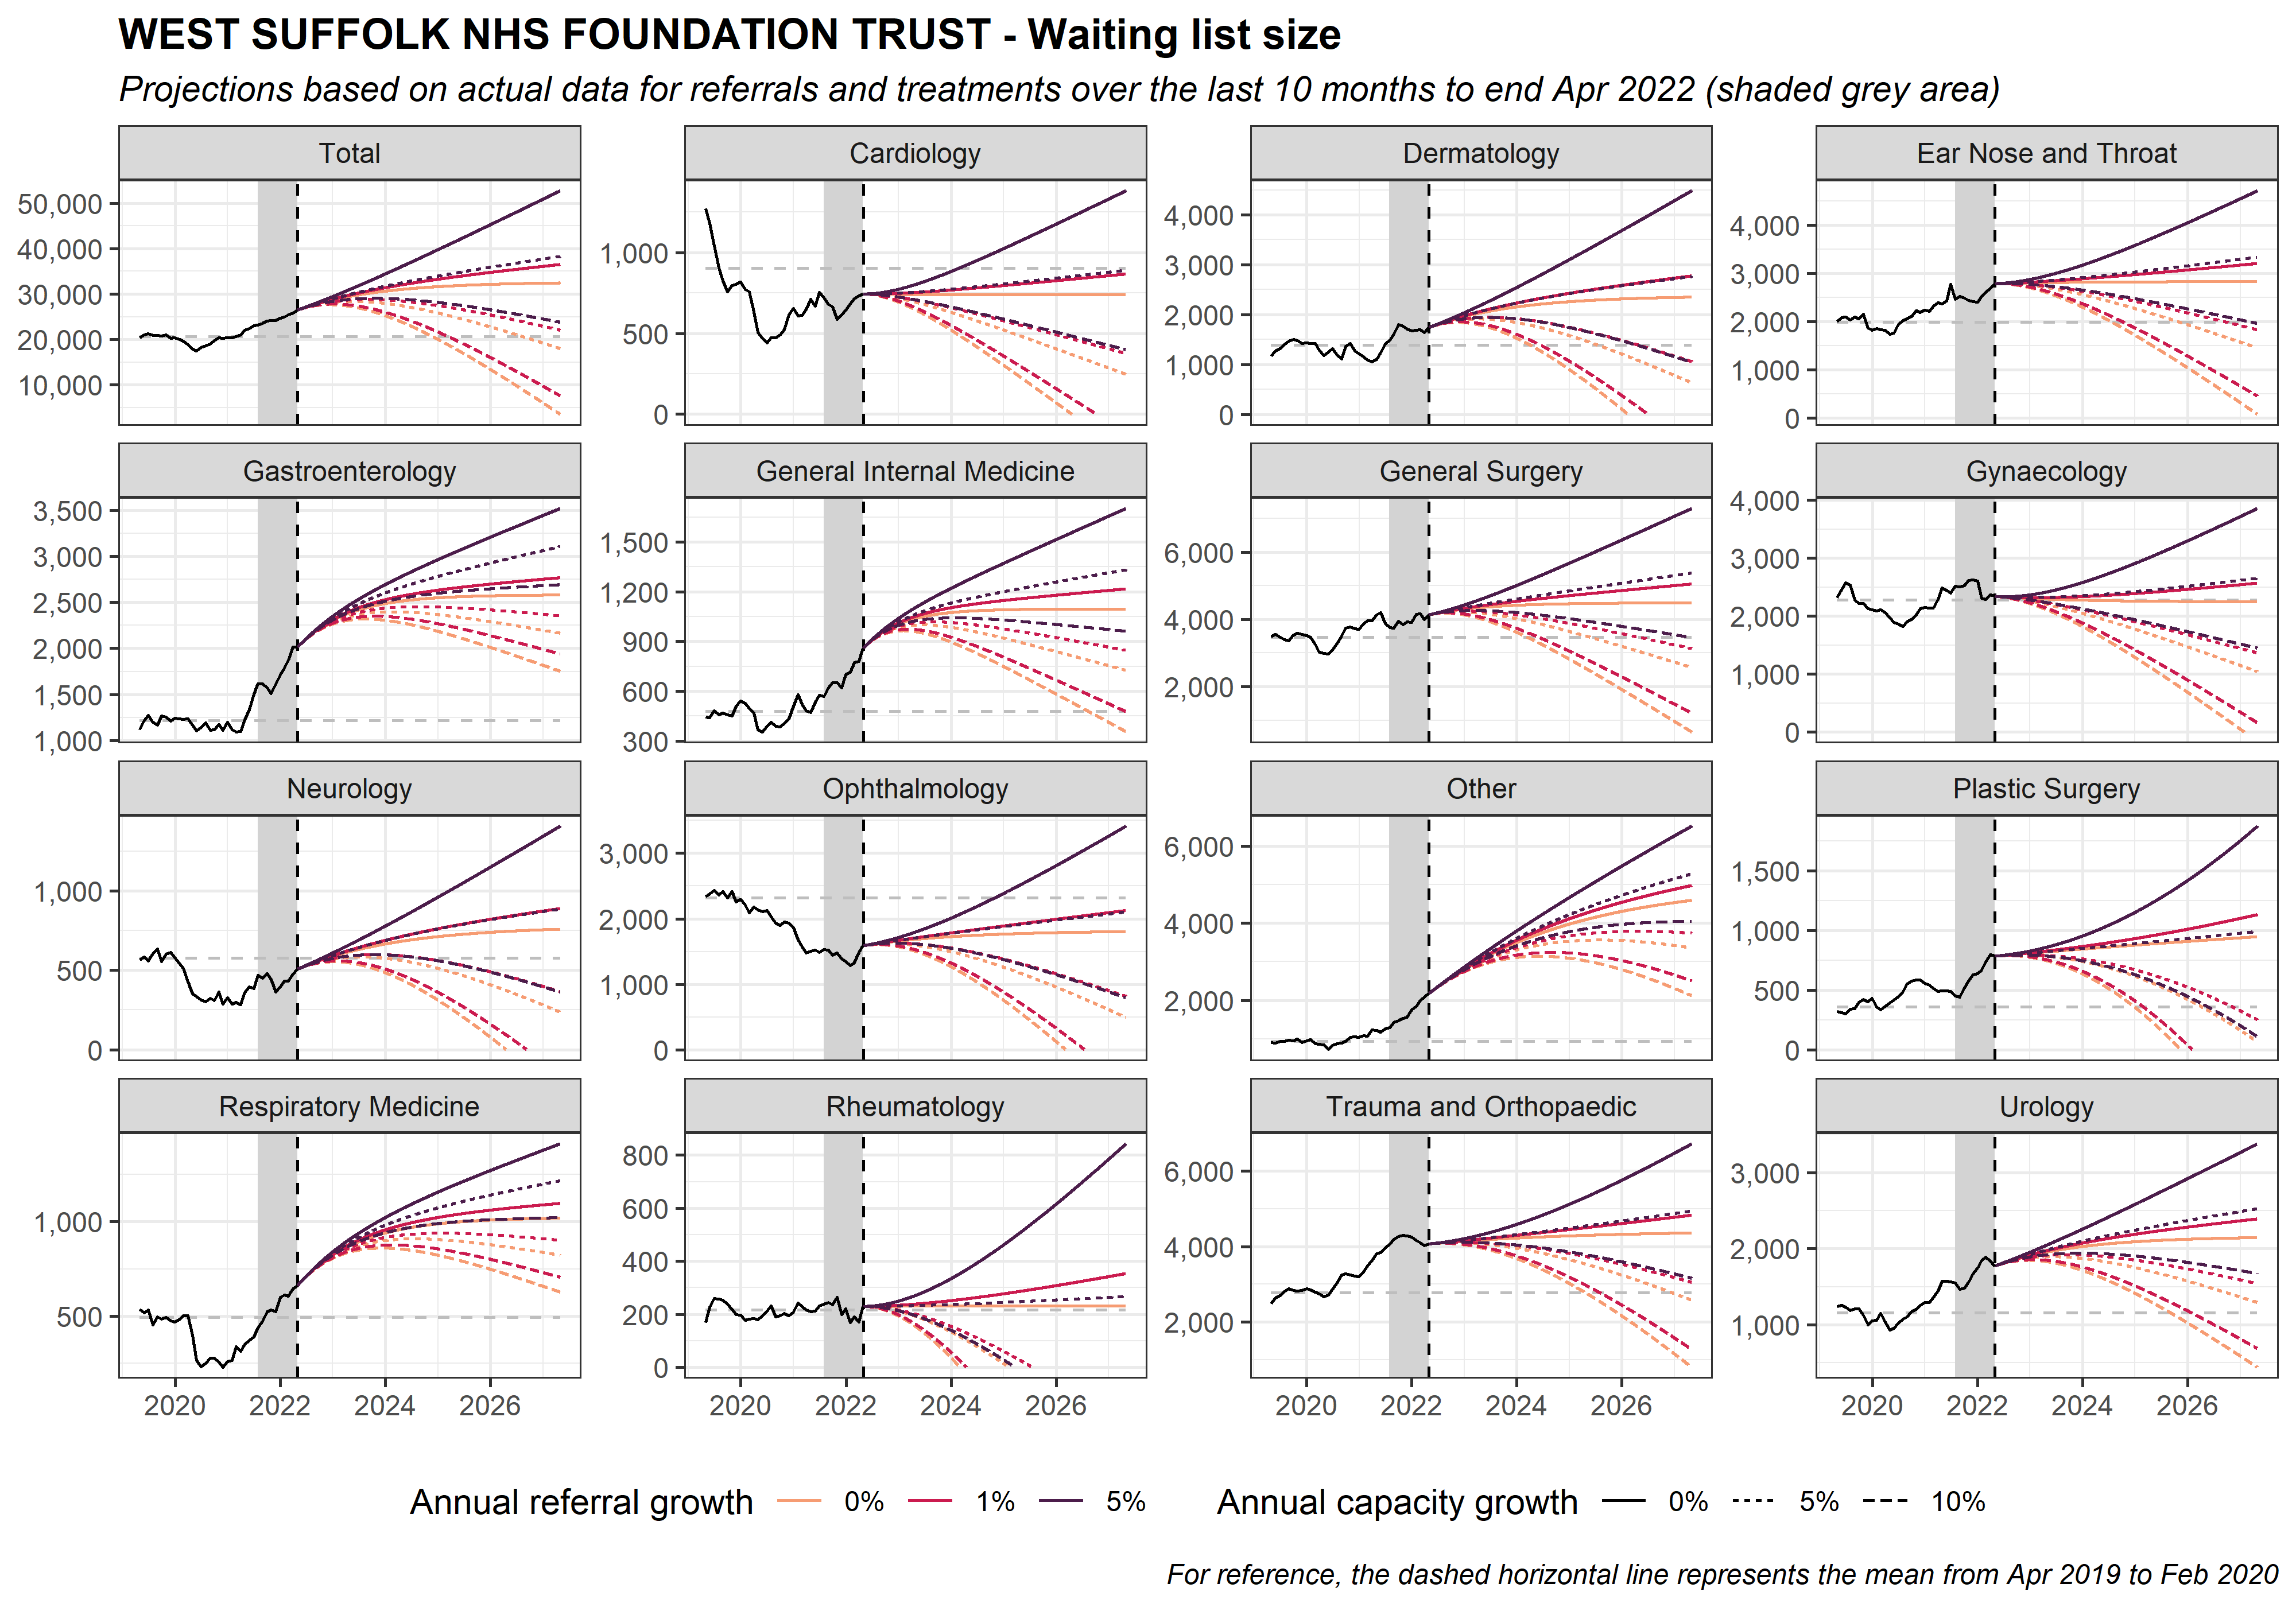 WEST SUFFOLK NHS FOUNDATION TRUST - Waiting list size
Projections based on actual data for referrals and treatments over the last 10 months to end Apr 2022 (shaded grey area)
Total
50,000
40,000
30,000
20,000
10,000
Cardiology
1,000
500
0
Dermatology
4,000
3,000
2,000
1,000
0
Ear Nose and Throat
4,000
3,000
2,000
1,000
0
Gastroenterology
3,500
3,000
2,500
2,000
1,500
1,000
General Internal Medicine
1,500
1,200
900
600
300
General Surgery
6,000
4,000
2,000
Gynaecology
4,000
3,000
2,000
1,000
0
Neurology
1,000
500
0
Ophthalmology
3,000
2,000
1,000
0
Other
6,000
4,000
2,000
Plastic Surgery
1,500
1,000
500
0
Respiratory Medicine
1,000
500
2020 2022 2024 2026
Rheumatology
800
600
400
200
0
2020 2022 2024 2026
Trauma and Orthopaedic
6,000
4,000
2,000
2020 2022 2024 2026
Urology
3,000
2,000
1,000
2020 2022 2024 2026
Annual referral growth 0% 1% 5% Annual capacity growth 0% 5% 10%
For reference, the dashed horizontal line represents the mean from Apr 2019 to Feb 2020